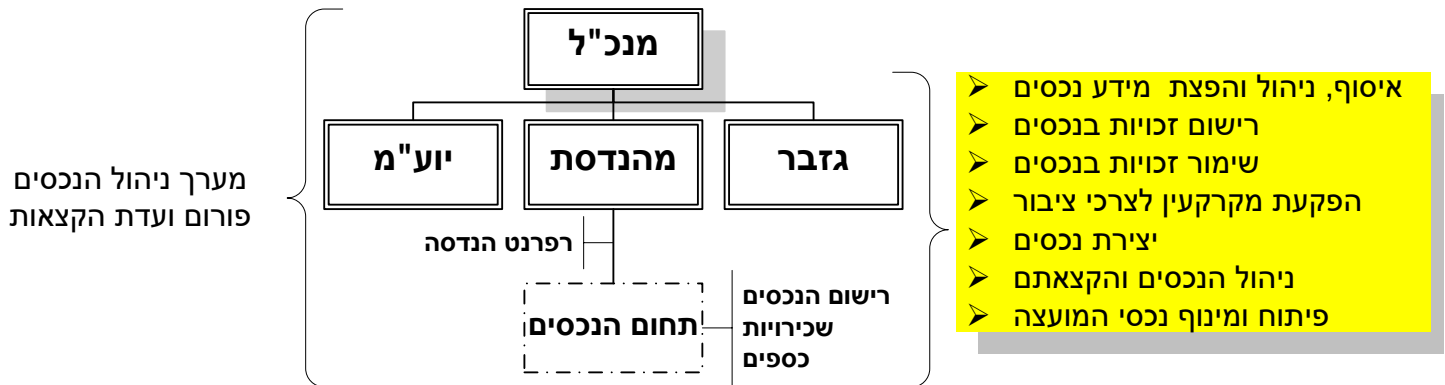 מנכ"ל
גזבר
מהנדסת
יוע"מ
רפרנט הנדסה
תחום הנכסים
רישום הנכסים
שכירויות
כספים
איסוף, ניהול והפצת מידע נכסים
רישום זכויות בנכסים
שימור זכויות בנכסים
הפקעת מקרקעין לצרכי ציבור
יצירת נכסים
ניהול הנכסים והקצאתם
פיתוח ומינוף נכסי המועצה
מערך ניהול הנכסים
פורום ועדת הקצאות